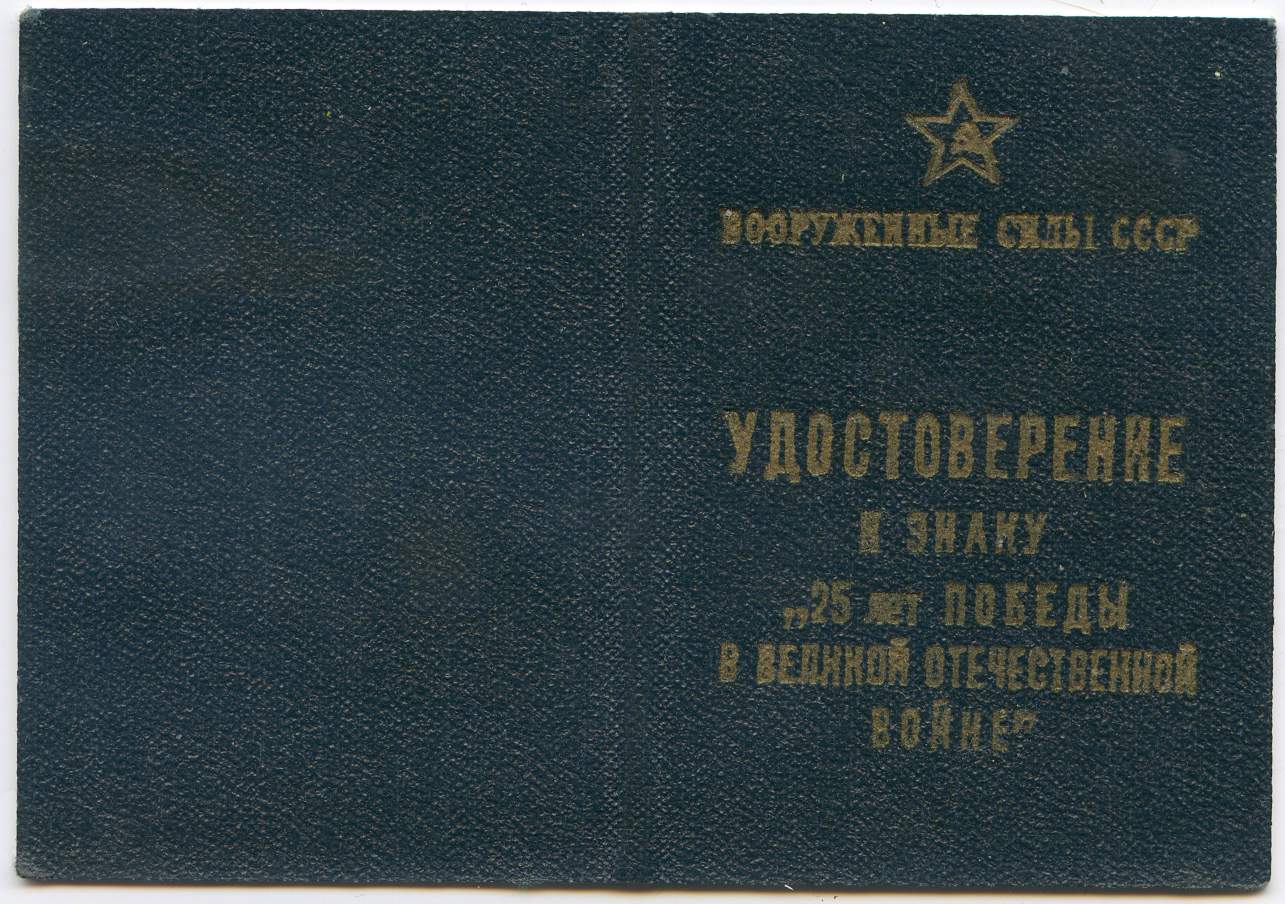 ВООРУЖЕННЫЕ СИЛЫ СССР
УДОСТОВЕРЕНИЕ
К ЗНАКУ
„25 лет ПОБЕДЫ
В ВЕЛИКОЙ ОТЕЧЕСТВЕННОЙ
ВОЙНЕ”